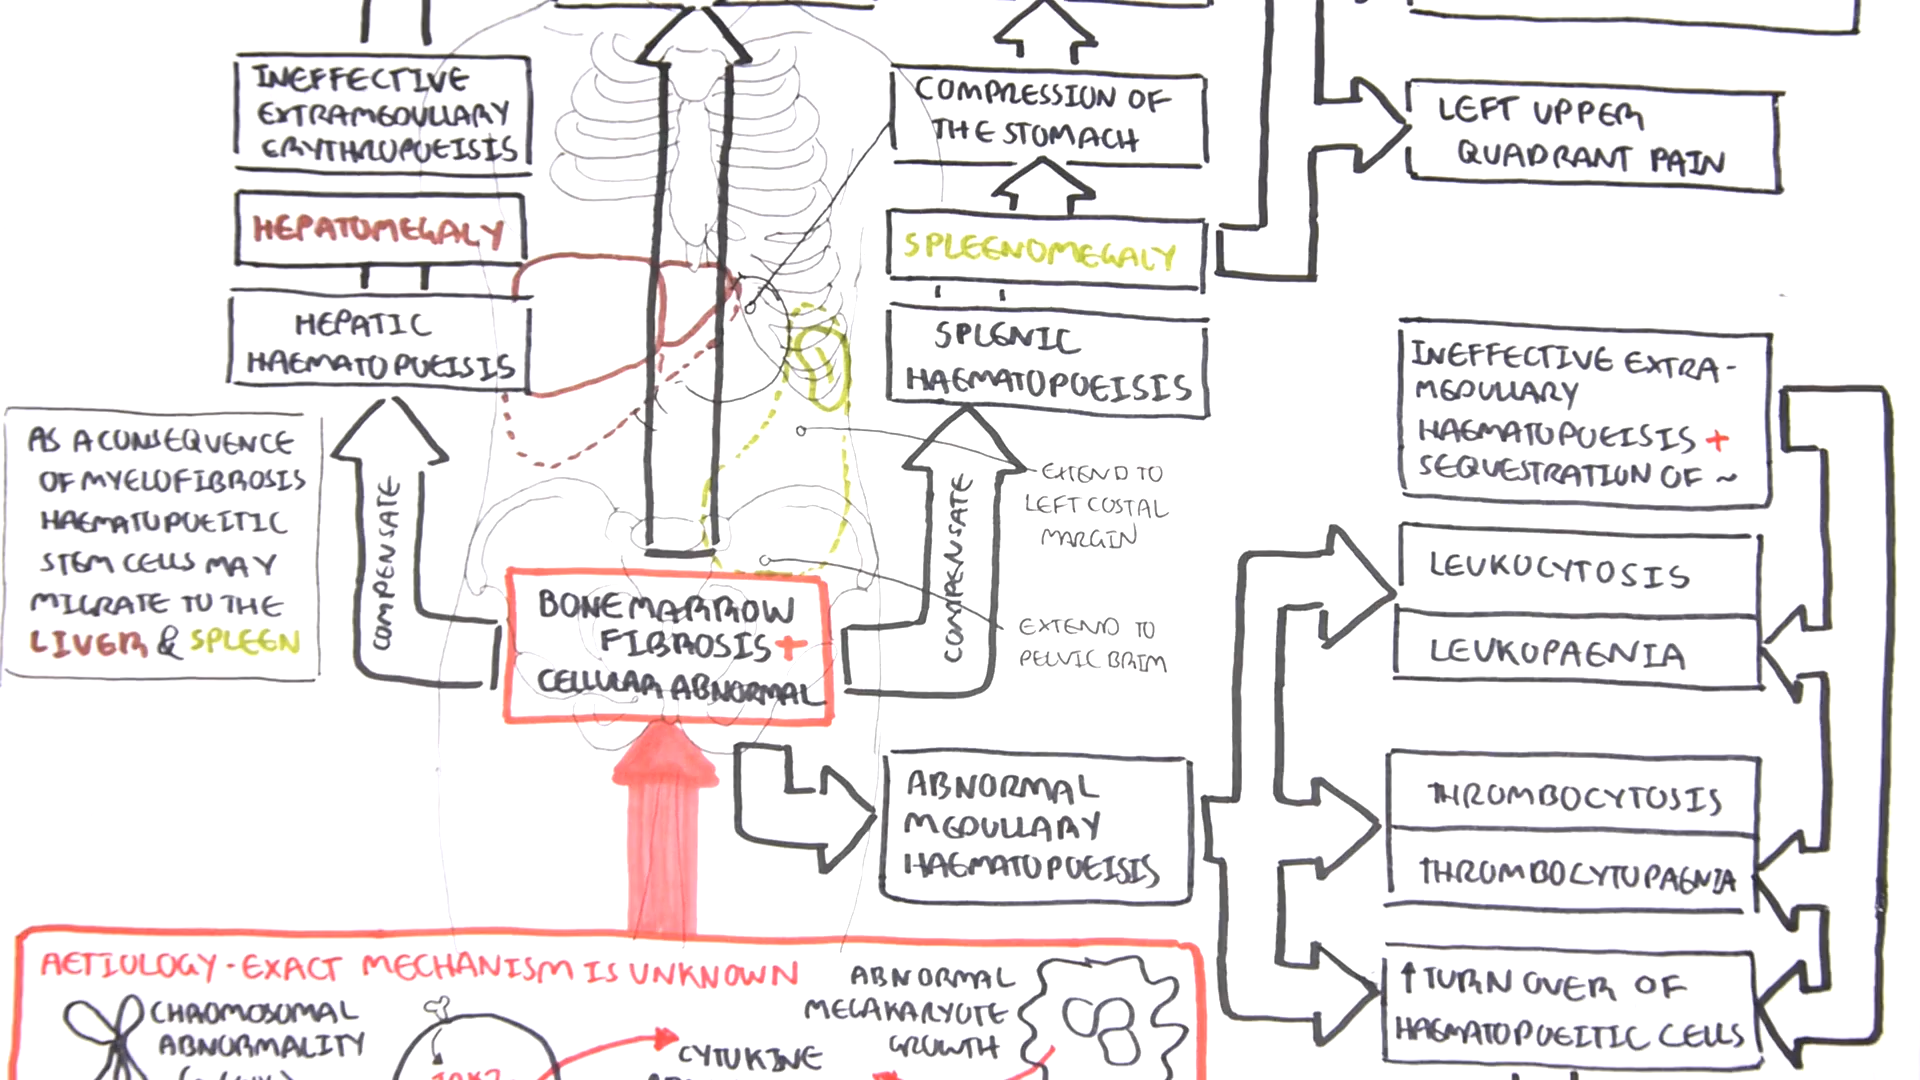 INEFFECTIVE
EXTRAMEDULLARY
ERYTHROPOEISIS
HEPATOMEGALY
HEPATIC
HAEMATOPOEISIS
AS A CONSEQUENCE
OF MYELOFIBROSIS
HAEMATOPOEITIC
STEM CELLS MAY
MIGRATE TO THE
LIVER & SPLEEN
COMPENSATE
BONE MARROW
FIBROSIS +
CELLULAR ABNORMAL
COMPRESSION OF
THE STOMACH
SPLEENOMEGALY
SPLENIC
HAEMATOPOEISIS
COMPENSATE
EXTEND TO
LEFT COSTAL
MARGIN
EXTEND TO
PELVIC BRIM
ABNORMAL
MEDULLARY
HAEMATOPOEISIS
LEFT UPPER
QUADRANT PAIN
INEFFECTIVE EXTRA-
MEDULLARY
HAEMATOPOEISIS +
SEQUESTRATION OF ~
LEUKOCYTOSIS
LEUKOPAENIA
THROMBOCYTOSIS
THROMBOCYTOPAENIA
↑ TURN OVER OF
HAEMATOPOEITIC CELLS
AETIOLOGY - EXACT MECHANISM IS UNKNOWN
CHROMOSOMAL
ABNORMALITY
CYTOKINE
ABNORMAL
MEGAKARYOTE
GROWTH